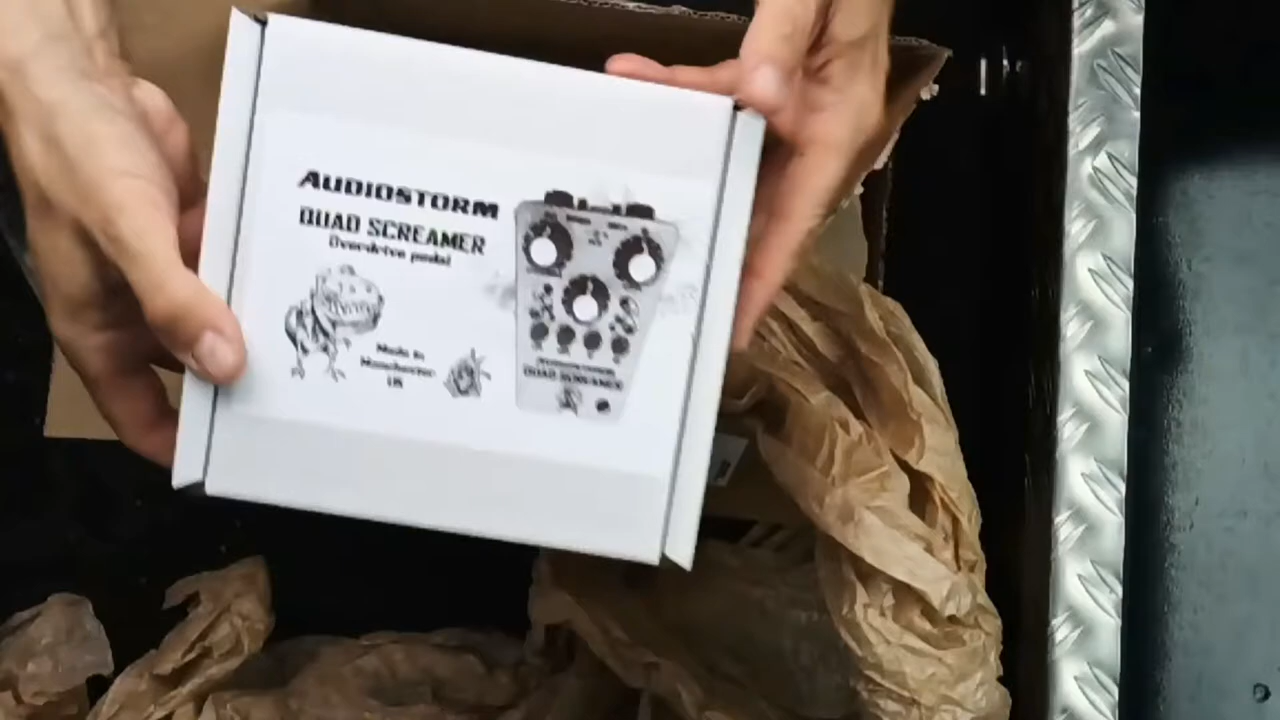 AUDIOSTORM
QUAD SCREAMER
Overdrive pedal
Made in
Manchester
UK
QUAD SCREAMER